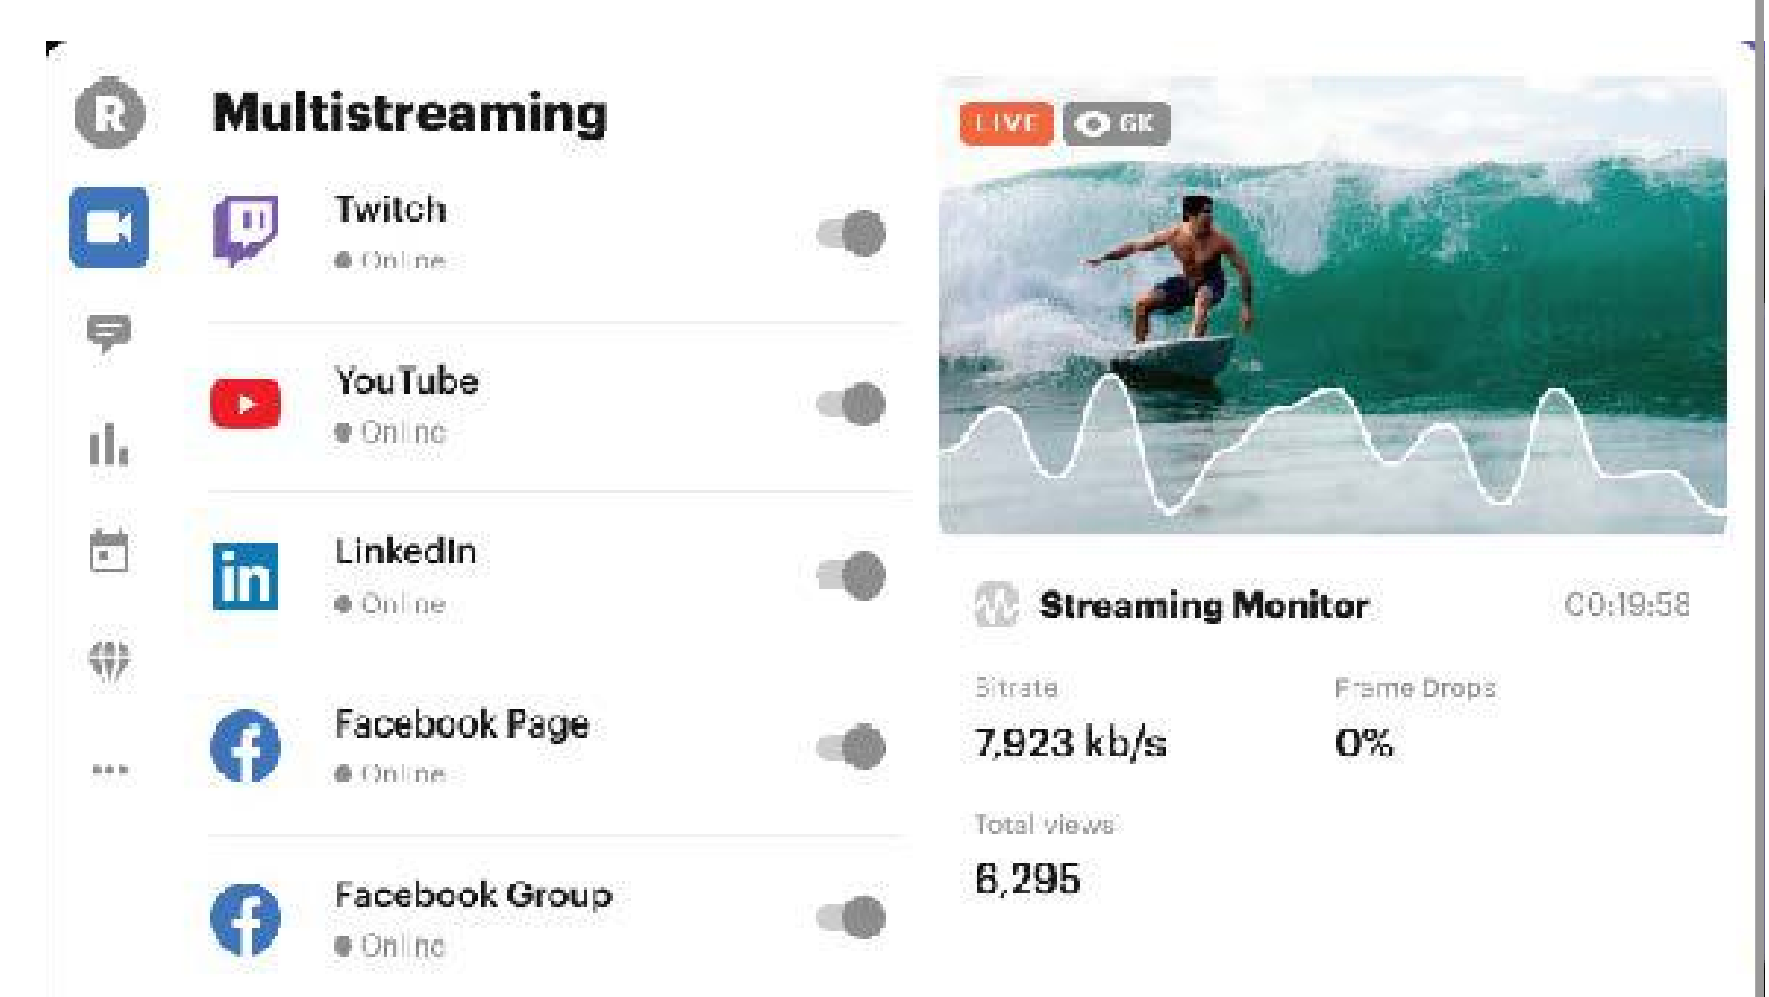 R
Multistreaming
Twitch
Online
YouTube
Online
in
LinkedIn
Online
Facebook Page
Online
Facebook Group
Online
LIVE
6K
Streaming Monitor
00:19:58
Bitrate
Frame Drops
7,923 kb/s
0%
Total views
6,295